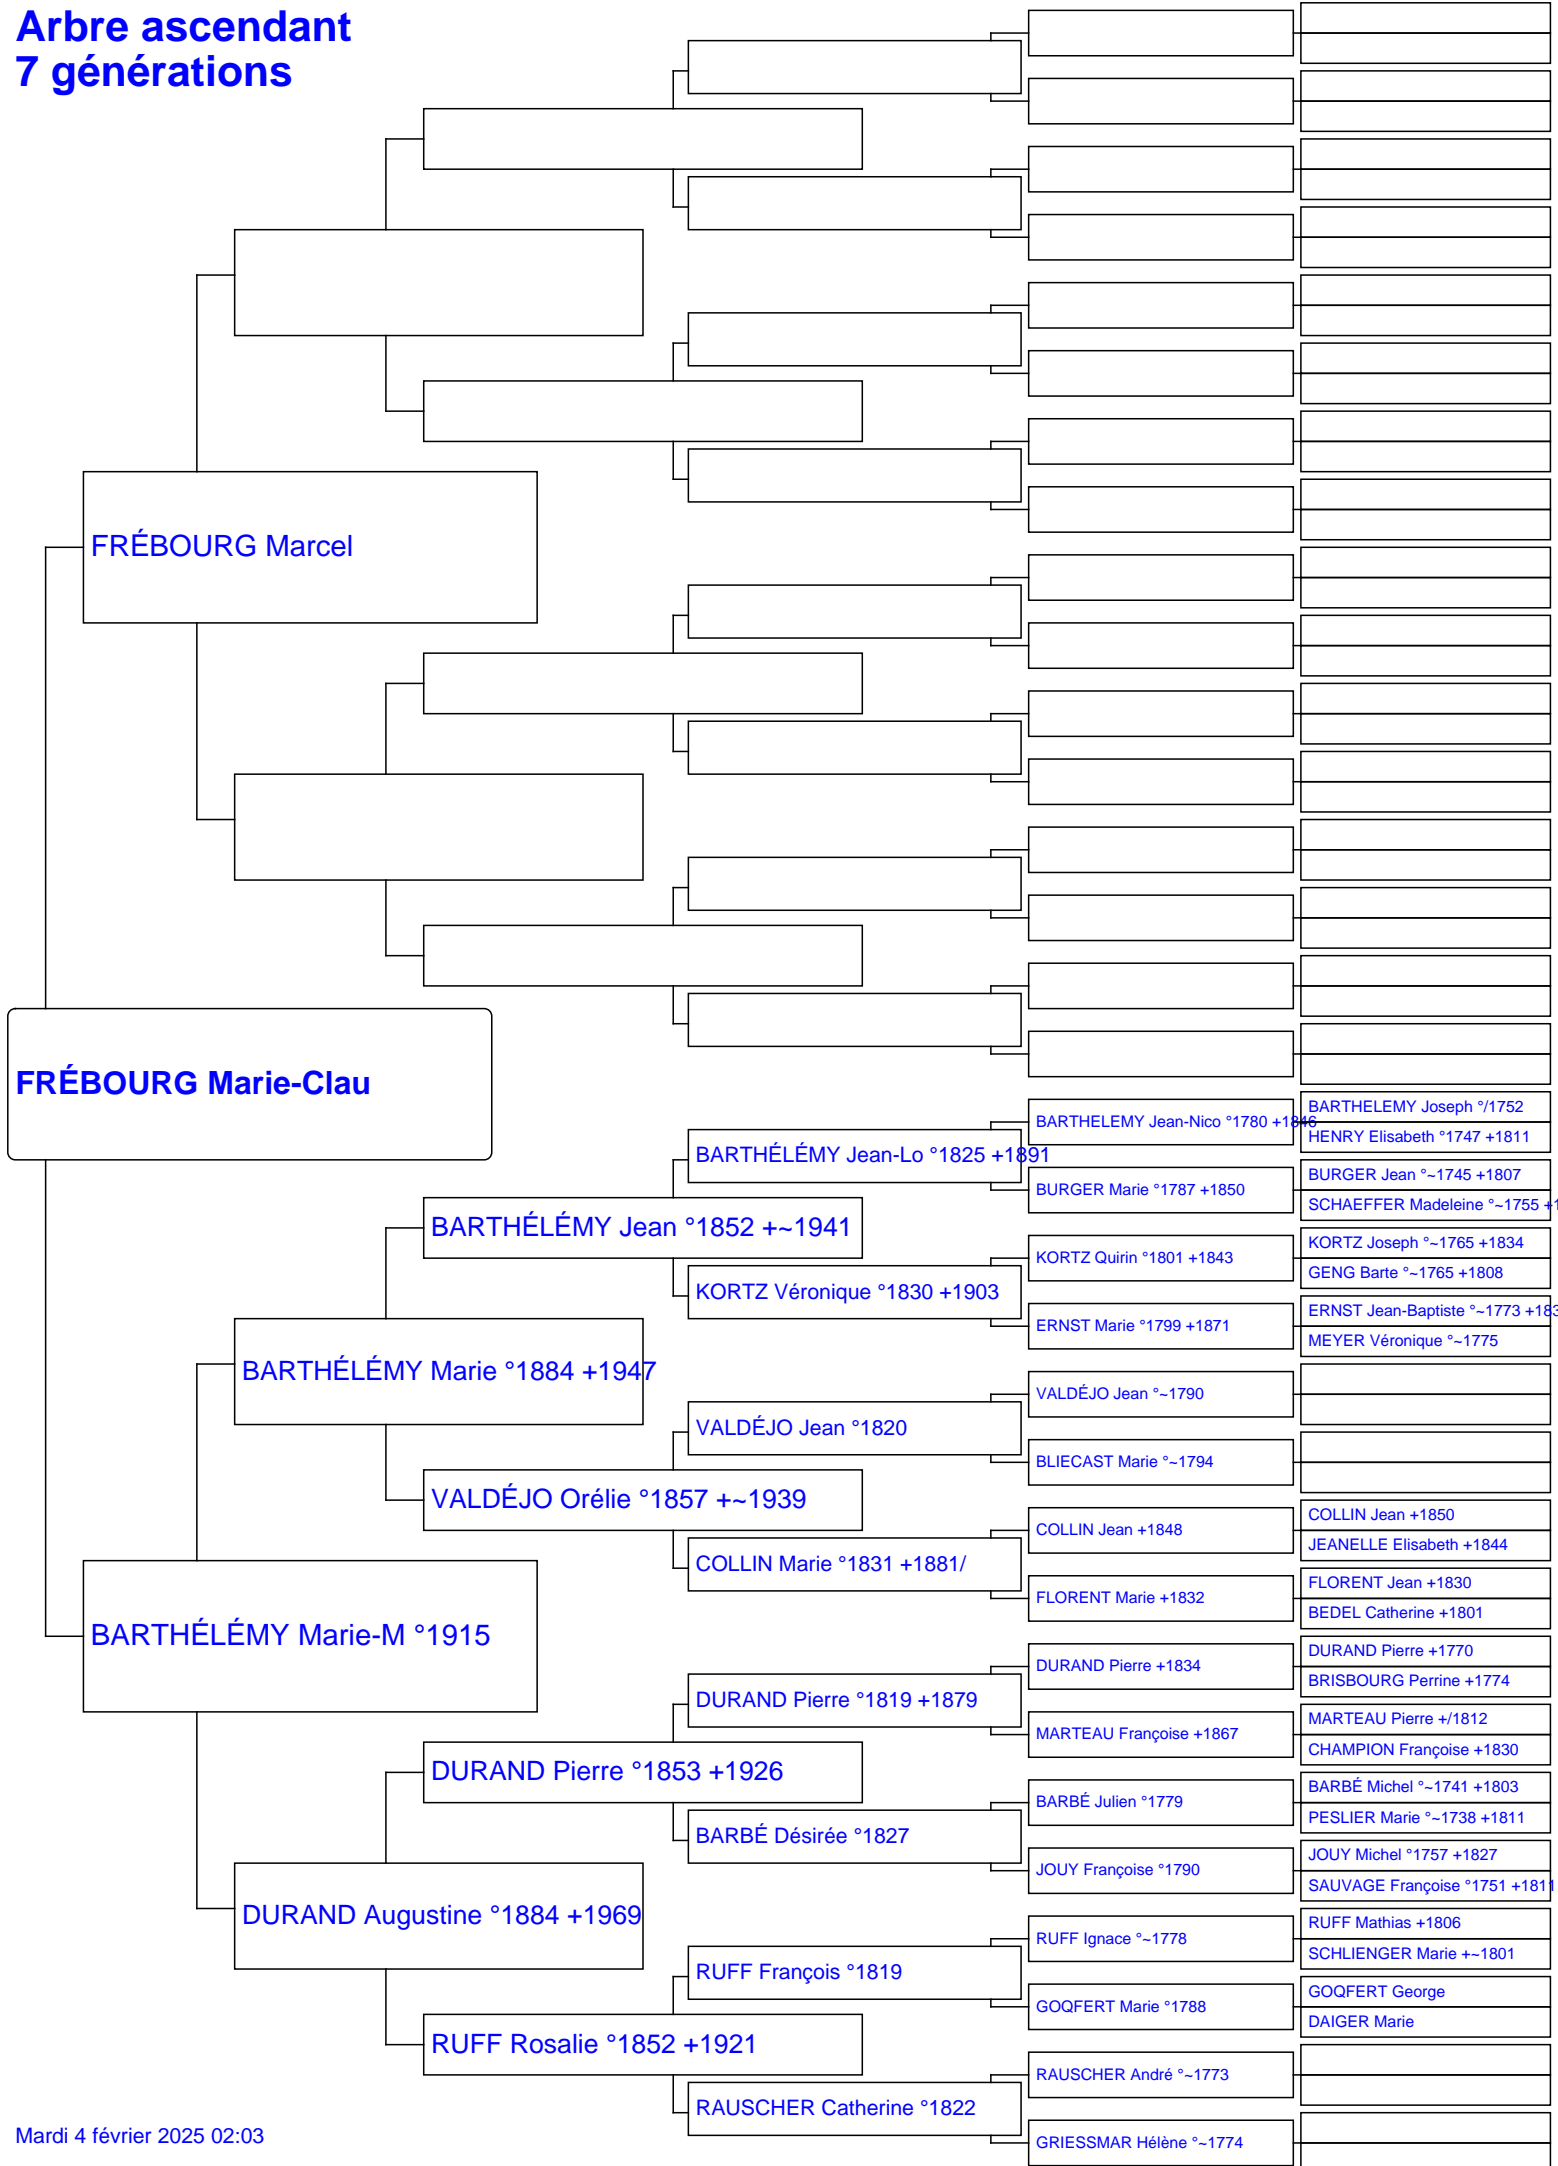 Arbre ascendant
7 générations
FRÉBOURG Marcel
FRÉBOURG Marie-Clau
BARTHELEMY Joseph °/1752
BARTHELEMY Jean-Nico °1780 +1846
HENRY Elisabeth °1747 +1811
BARTHÉLÉMY Jean-Lo °1825 +1891
BURGER Jean °~1745 +1807
BURGER Marie °1787 +1850
SCHAEFFER Madeleine °~1755 +1
BARTHÉLÉMY Jean °1852 +~1941
KORTZ Joseph °~1765 +1834
KORTZ Quirin °1801 +1843
GENG Barte °~1765 +1808
KORTZ Véronique °1830 +1903
ERNST Jean-Baptiste °~1773 +183
ERNST Marie °1799 +1871
MEYER Véronique °~1775
BARTHÉLÉMY Marie °1884 +1947
VALDÉJO Jean °~1790
VALDÉJO Jean °1820
BLIECAST Marie °~1794
VALDÉJO Orélie °1857 +~1939
COLLIN Jean +1850
COLLIN Jean +1848
JEANELLE Elisabeth +1844
COLLIN Marie °1831 +1881/
FLORENT Jean +1830
FLORENT Marie +1832
BEDEL Catherine +1801
BARTHÉLÉMY Marie-M °1915
DURAND Pierre +1770
DURAND Pierre +1834
BRISBOURG Perrine +1774
DURAND Pierre °1819 +1879
MARTEAU Pierre +/1812
MARTEAU Françoise +1867
CHAMPION Françoise +1830
DURAND Pierre °1853 +1926
BARBÉ Michel °~1741 +1803
BARBÉ Julien °1779
PESLIER Marie °~1738 +1811
BARBÉ Désirée °1827
JOUY Michel °1757 +1827
JOUY Françoise °1790
SAUVAGE Françoise °1751 +1811
DURAND Augustine °1884 +1969
RUFF Mathias +1806
RUFF Ignace °~1778
SCHLIENGER Marie +~1801
RUFF François °1819
GOQFERT George
GOQFERT Marie °1788
DAIGER Marie
RUFF Rosalie °1852 +1921
RAUSCHER André °~1773
RAUSCHER Catherine °1822
GRIESSMAR Hélène °~1774
Mardi 4 février 2025 02:03